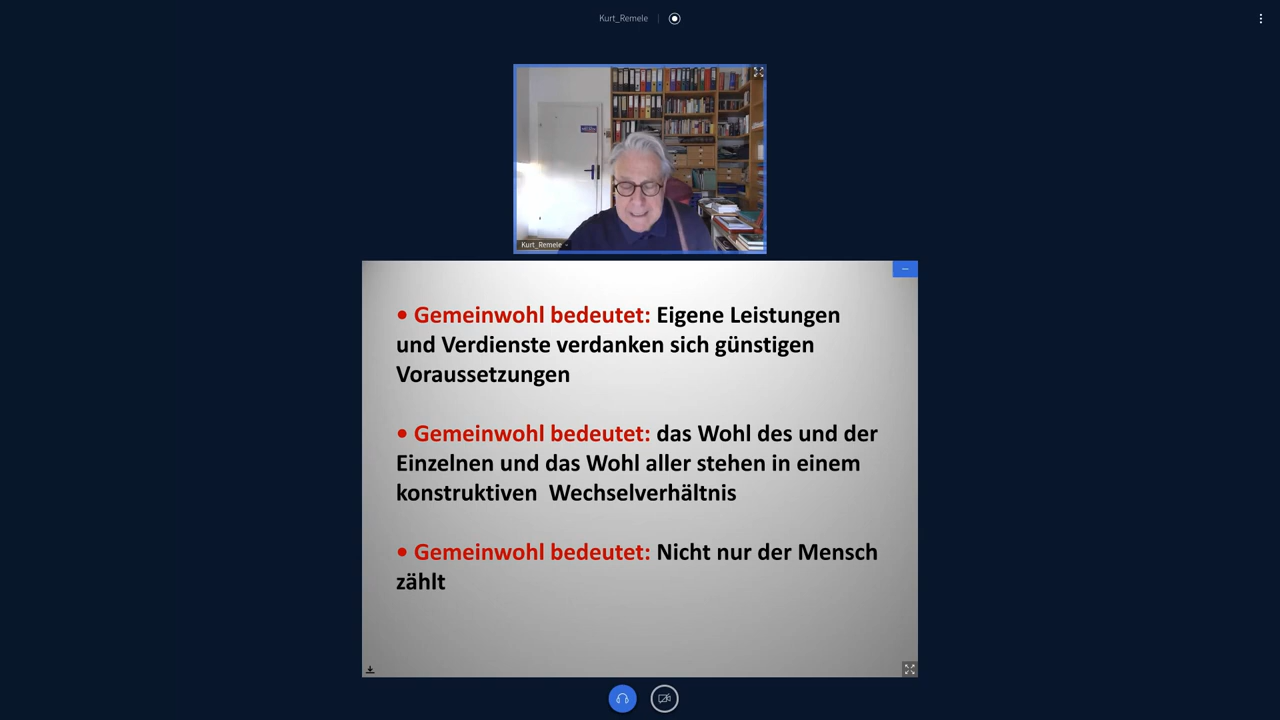 Kurt_Remele
Kurt_Remele
• Gemeinwohl bedeutet: Eigene Leistungen
und Verdienste verdanken sich günstigen
Voraussetzungen
• Gemeinwohl bedeutet: das Wohl des und der
Einzelnen und das Wohl aller stehen in einem
konstruktiven  Wechselverhältnis
• Gemeinwohl bedeutet: Nicht nur der Mensch
zählt